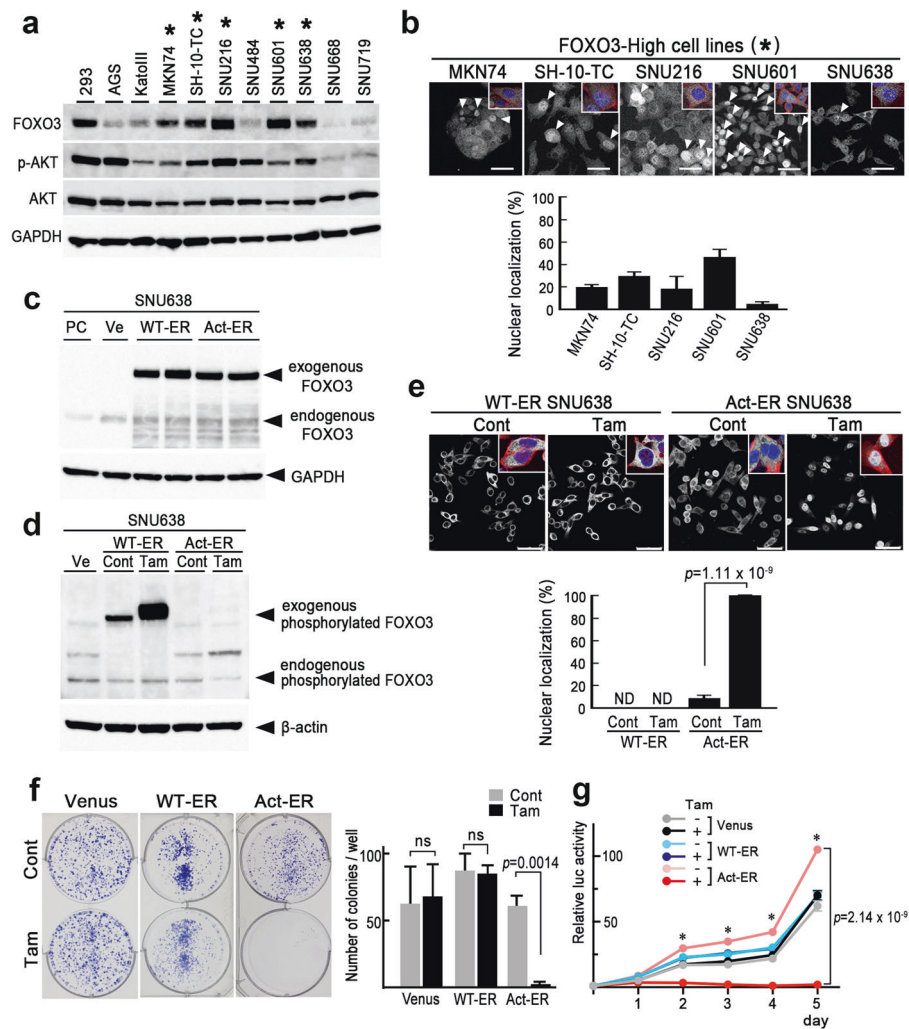 a
* * * * *
293 AGS KatoIII MKN74 SH-10-TC SNU216 SNU484 SNU601 SNU638 SNU668 SNU719
FOXO3
p-AKT
AKT
GAPDH
b
FOXO3-High cell lines (*)
MKN74 SH-10-TC SNU216 SNU601 SNU638
Nuclear localization (%)
100
80
60
40
20
0
MKN74 SH-10-TC SNU216 SNU601 SNU638
c
SNU638
PC Ve WT-ER Act-ER
exogenous
FOXO3
endogenous
FOXO3
GAPDH
d
SNU638
WT-ER Act-ER
Ve Cont Tam Cont Tam
exogenous
phosphorylated FOXO3
endogenous
phosphorylated FOXO3
β-actin
e
WT-ER SNU638 Act-ER SNU638
Cont Tam Cont Tam
p=1.11 x 10⁻⁹
Nuclear localization (%)
100
80
60
40
20
0
ND ND
Cont Tam Cont Tam
WT-ER Act-ER
f
Venus WT-ER Act-ER
Cont
Tam
Cont
Tam
Number of colonies / well
100
50
ns ns p=0.0014
Venus WT-ER Act-ER
g
Tam
- + ] Venus
- + ] WT-ER
- + ] Act-ER
Relative luc activity
100
50
* * * *
p=2.14 x 10⁻⁹
1 2 3 4 5
day